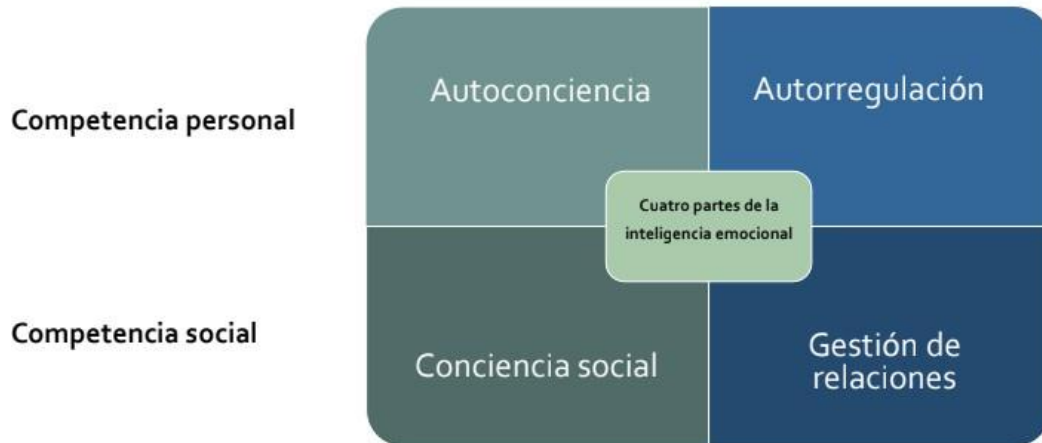 Competencia personal
Autoconciencia
Autorregulación
Cuatro partes de la
inteligencia emocional
Competencia social
Conciencia social
Gestión de
relaciones